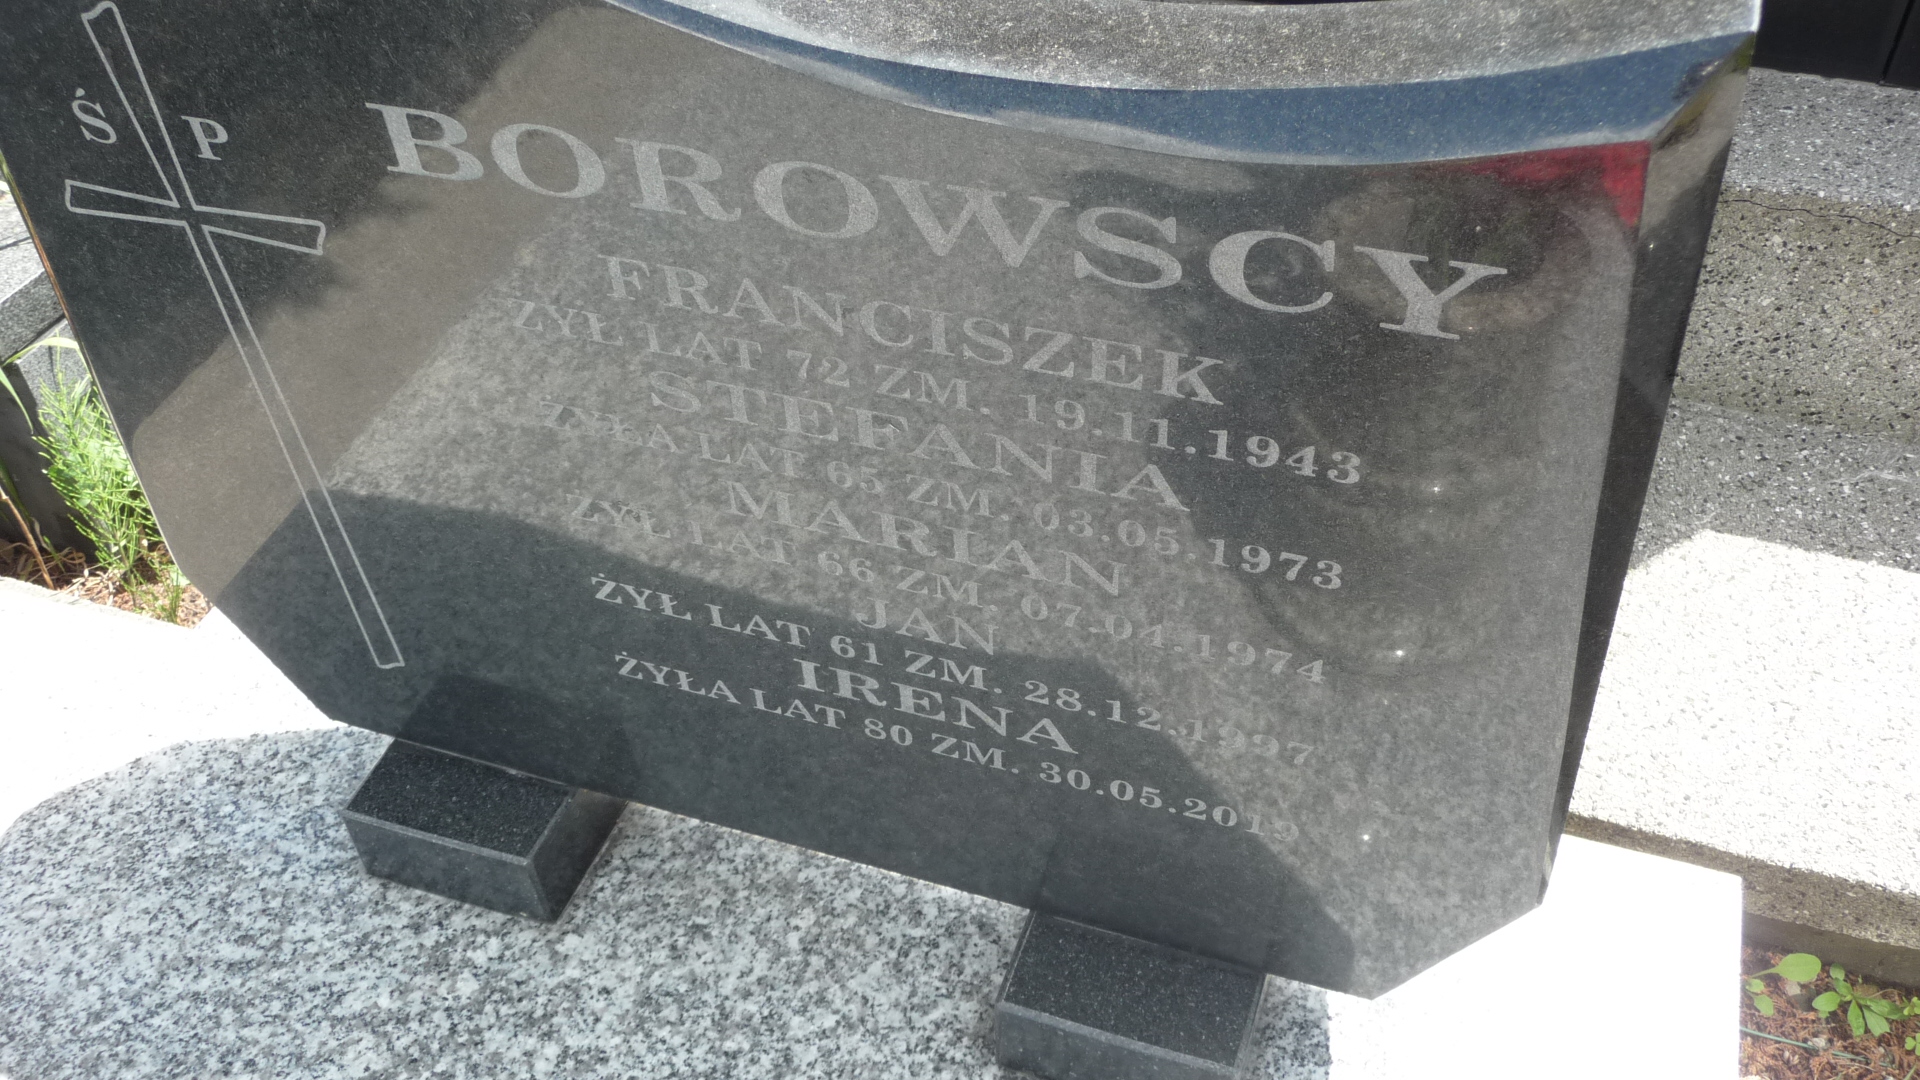 Ś P
BOROWSCY
FRANCISZEK
ŻYŁ LAT 72 ZM. 19.11.1943
STEFANIA
ŻYŁA LAT 65 ZM. 03.05.1973
MARIAN
ŻYŁ LAT 66 ZM. 07.04.1974
JAN
ŻYŁ LAT 61 ZM. 28.12.1997
IRENA
ŻYŁA LAT 80 ZM. 30.05.2019